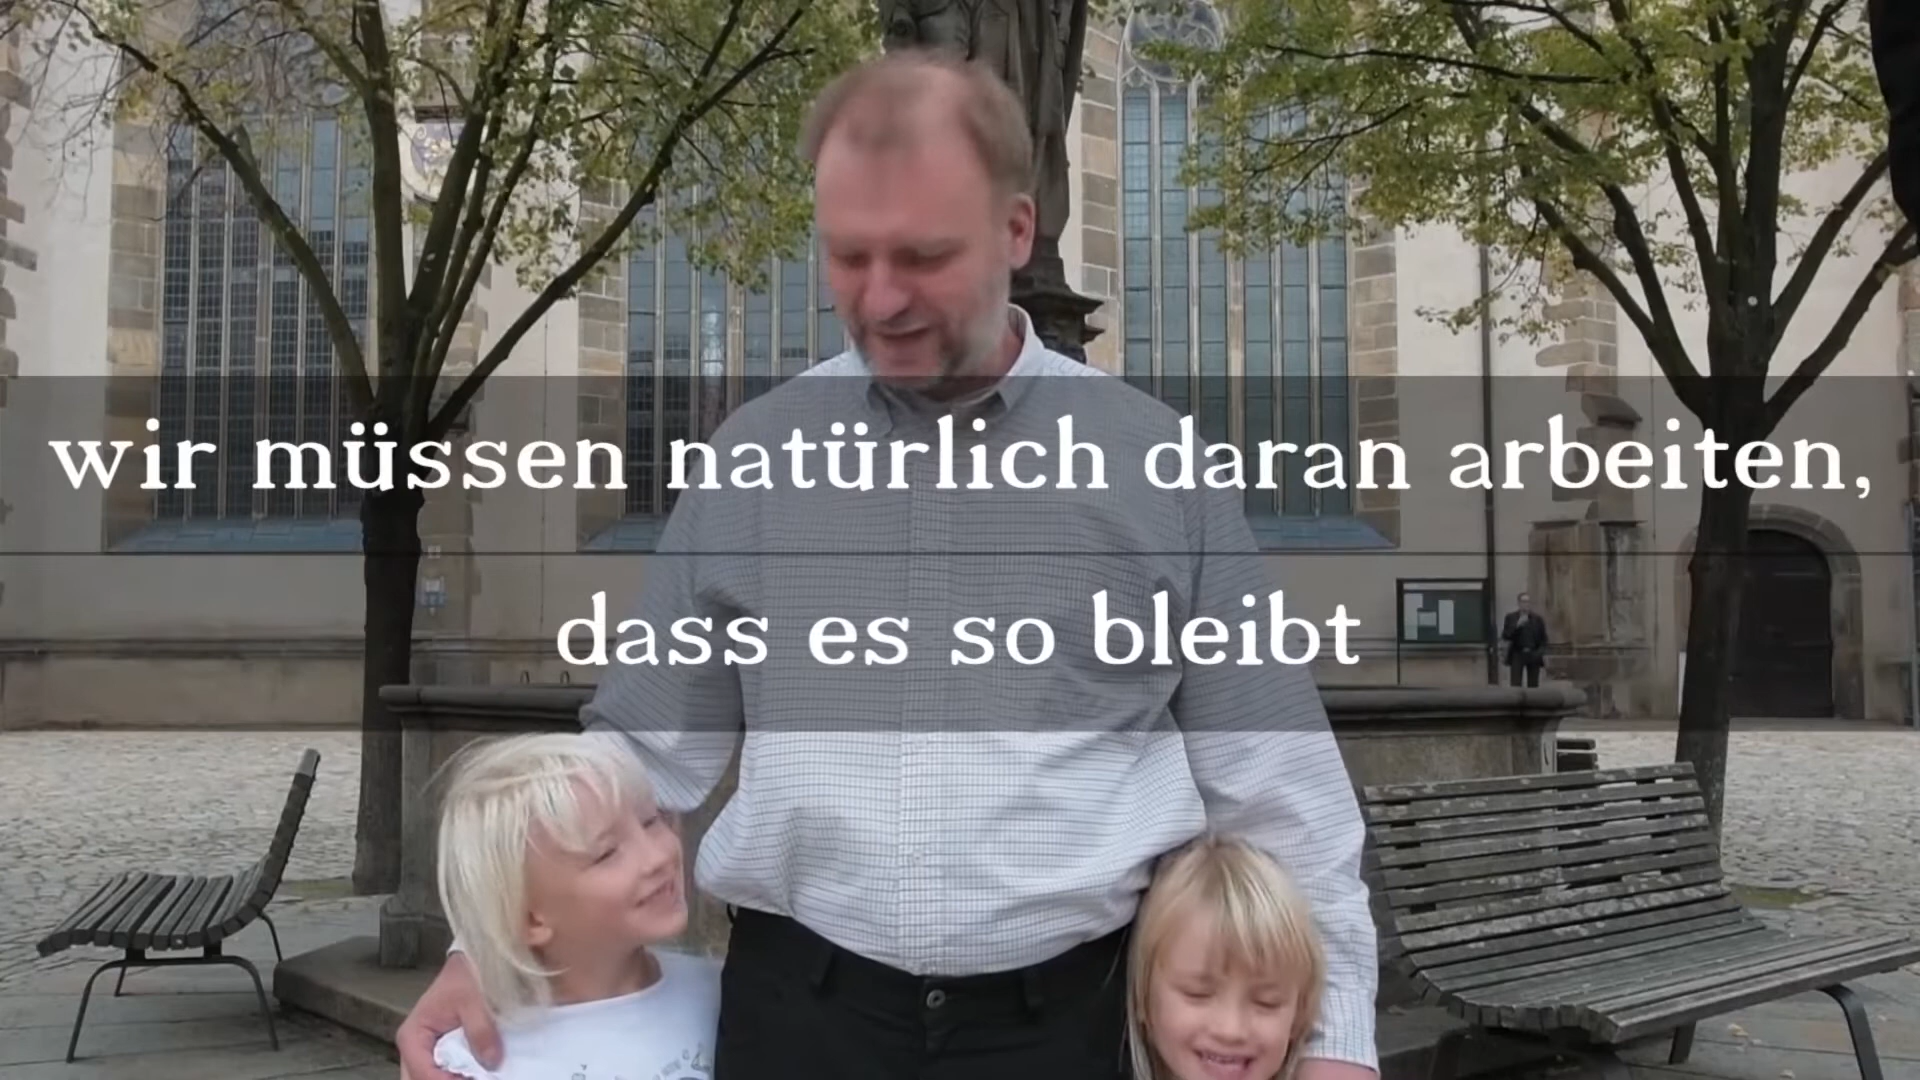 wir müssen natürlich daran arbeiten,
dass es so bleibt